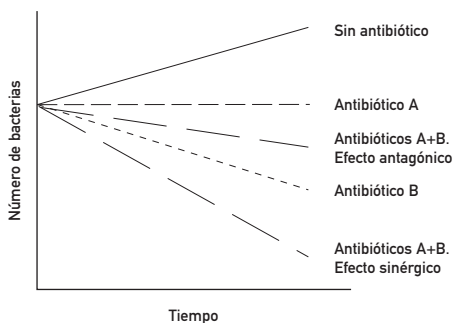 Sin antibiótico
Antibiótico A
Antibióticos A+B.
Efecto antagónico
Antibiótico B
Antibióticos A+B.
Efecto sinérgico
Número de bacterias
Tiempo